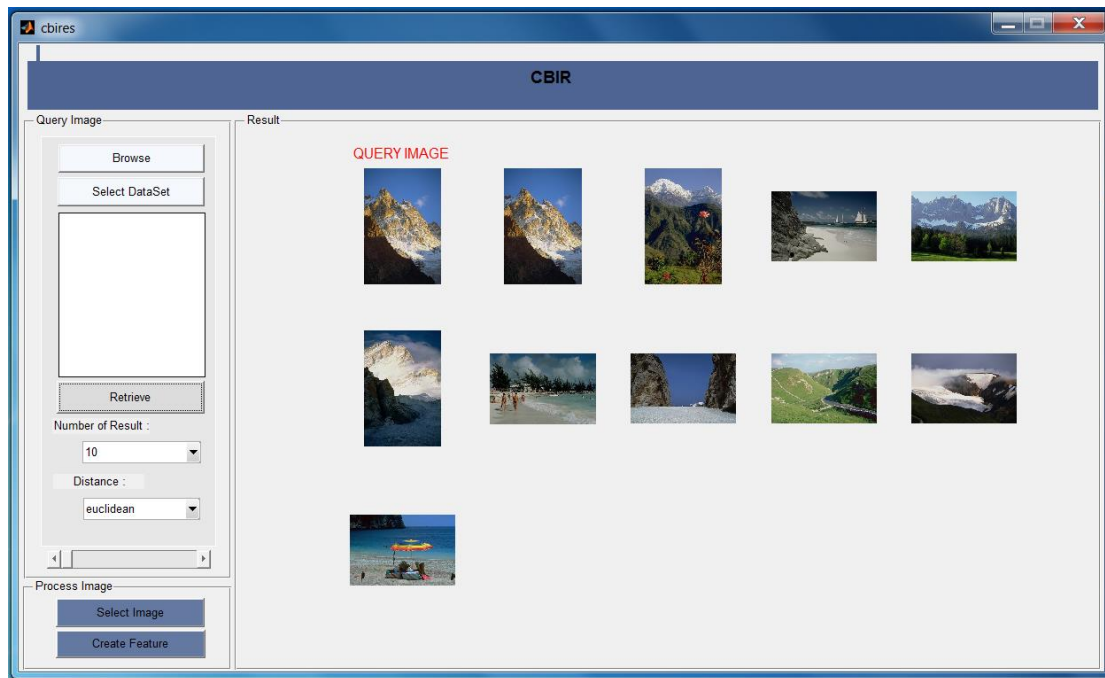 cbires
CBIR
Query Image
Browse
Select DataSet
Retrieve
Number of Result :
10
Distance :
euclidean
Process Image
Select Image
Create Feature
Result
QUERY IMAGE